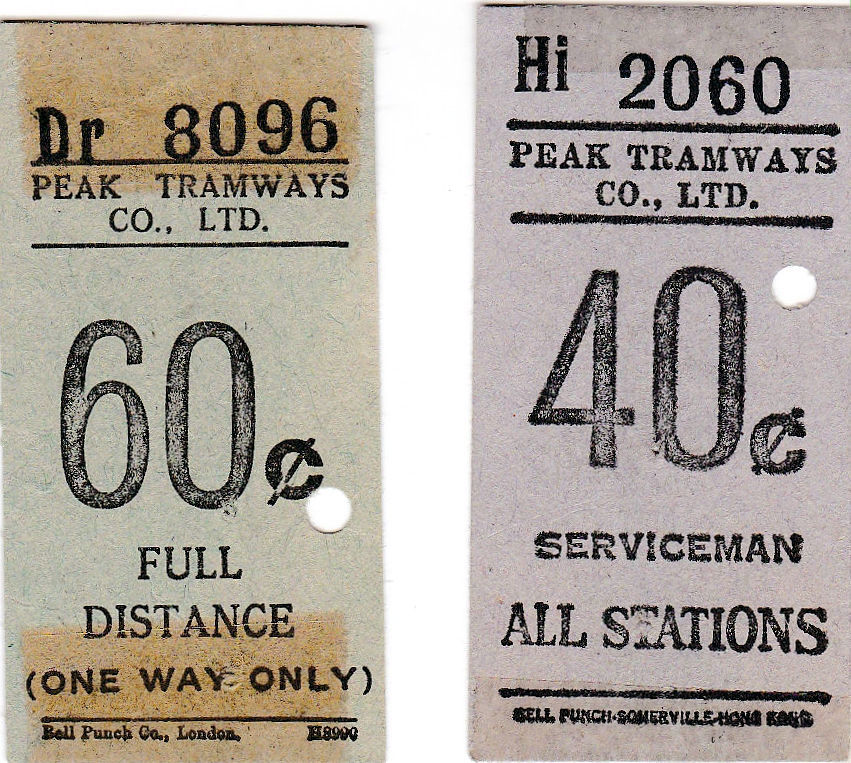 Dr 8096
PEAK TRAMWAYS
CO., LTD.
60¢
FULL
DISTANCE
(ONE WAY ONLY)
Bell Punch Co., London. H8990
Hi 2060
PEAK TRAMWAYS
CO., LTD.
40¢
SERVICEMAN
ALL STATIONS
BELL PUNCH-SOMERVILLE-HONG KONG